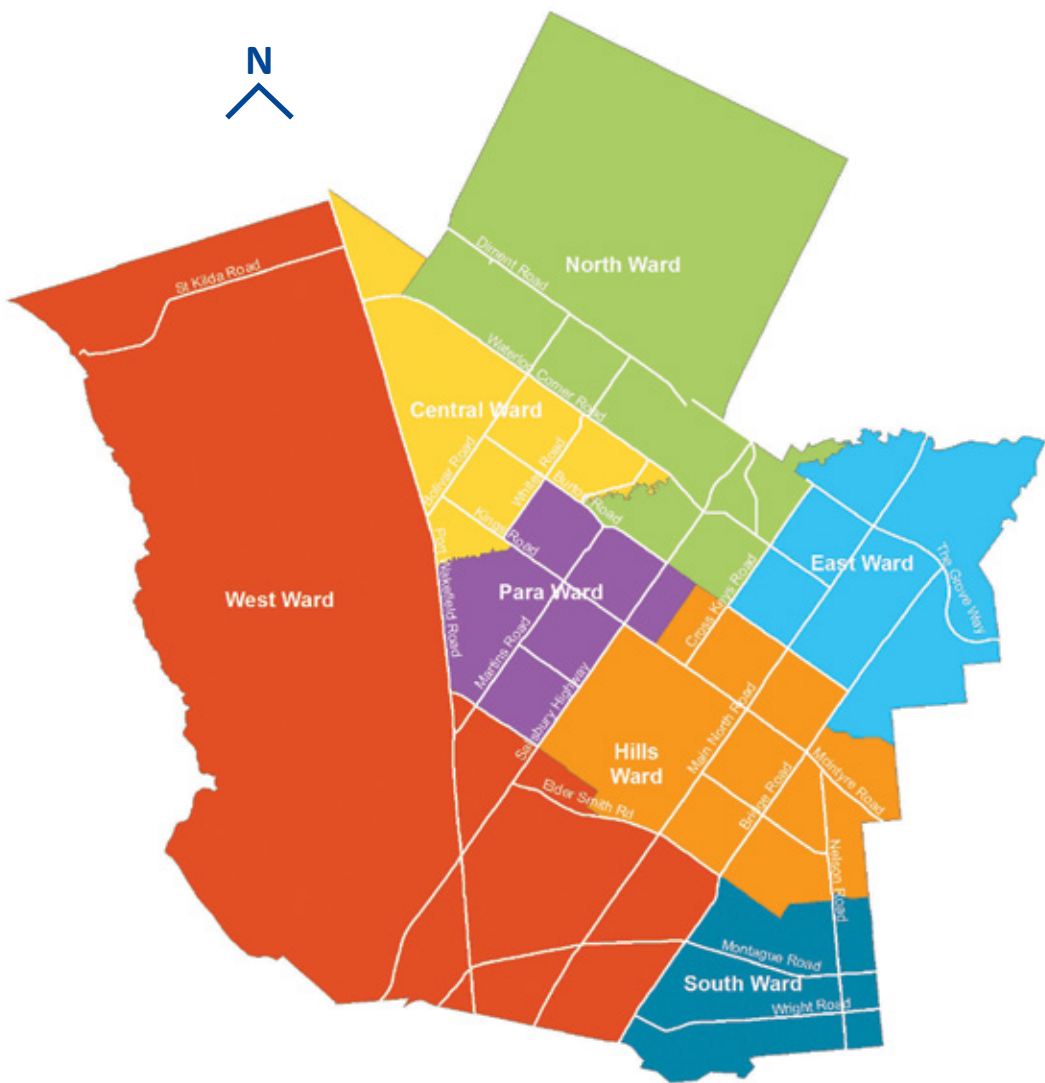 N
St Kilda Road
Diment Road
North Ward
Waterloo Corner Road
Central Ward
Bolivar Road
White Road
Burton Road
Kings Road
Port Wakefield Road
West Ward
Para Ward
Martins Road
Salisbury Highway
Cross Keys Road
East Ward
The Grove Way
Main North Road
Hills
Ward
Bridge Road
McIntyre Road
Elder Smith Rd
Nelson Road
Montague Road
South Ward
Wright Road